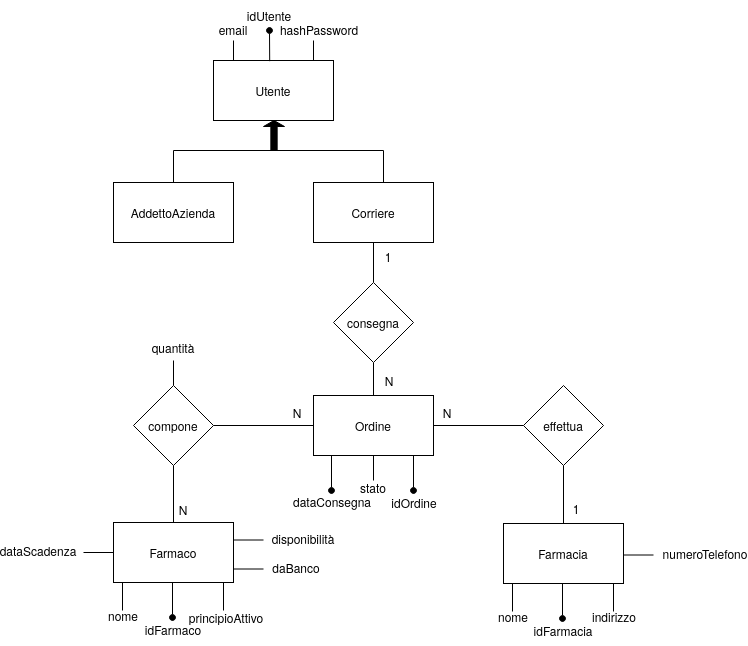 idUtente
email
hashPassword
Utente
AddettoAzienda
Corriere
1
consegna
quantità
N
N
N
compone
Ordine
effettua
stato
dataConsegna
idOrdine
N
1
dataScadenza
Farmaco
disponibilità
daBanco
Farmacia
numeroTelefono
nome
principioAttivo
idFarmaco
nome
indirizzo
idFarmacia